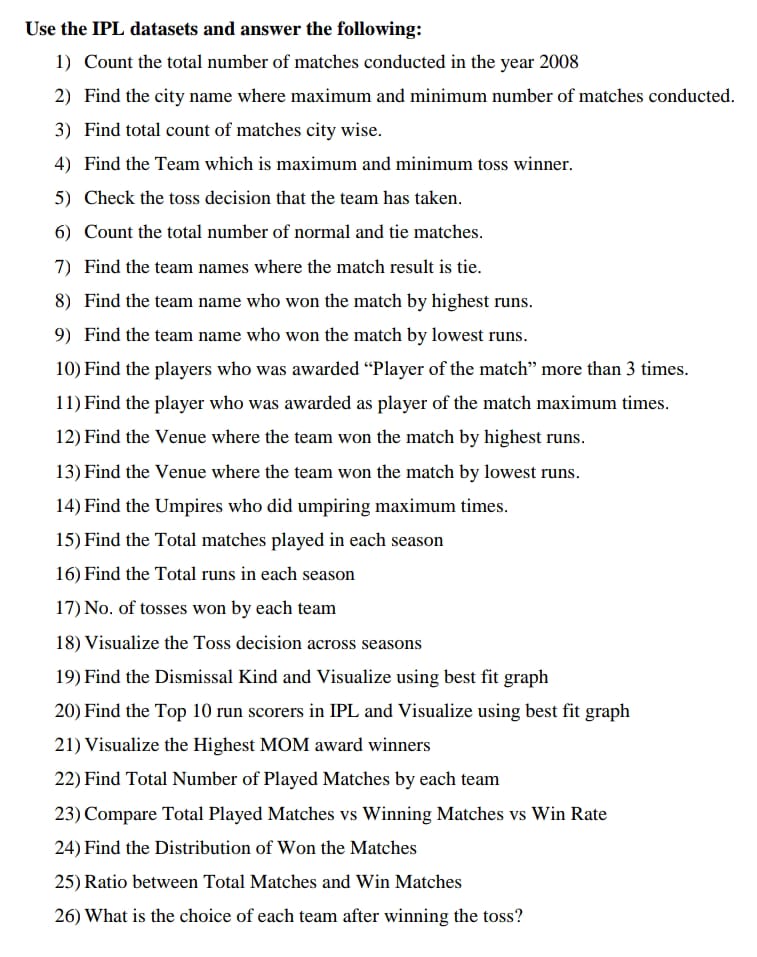 Use the IPL datasets and answer the following:
1) Count the total number of matches conducted in the year 2008
2) Find the city name where maximum and minimum number of matches conducted.
3) Find total count of matches city wise.
4) Find the Team which is maximum and minimum toss winner.
5) Check the toss decision that the team has taken.
6) Count the total number of normal and tie matches.
7) Find the team names where the match result is tie.
8) Find the team name who won the match by highest runs.
9) Find the team name who won the match by lowest runs.
10) Find the players who was awarded “Player of the match” more than 3 times.
11) Find the player who was awarded as player of the match maximum times.
12) Find the Venue where the team won the match by highest runs.
13) Find the Venue where the team won the match by lowest runs.
14) Find the Umpires who did umpiring maximum times.
15) Find the Total matches played in each season
16) Find the Total runs in each season
17) No. of tosses won by each team
18) Visualize the Toss decision across seasons
19) Find the Dismissal Kind and Visualize using best fit graph
20) Find the Top 10 run scorers in IPL and Visualize using best fit graph
21) Visualize the Highest MOM award winners
22) Find Total Number of Played Matches by each team
23) Compare Total Played Matches vs Winning Matches vs Win Rate
24) Find the Distribution of Won the Matches
25) Ratio between Total Matches and Win Matches
26) What is the choice of each team after winning the toss?